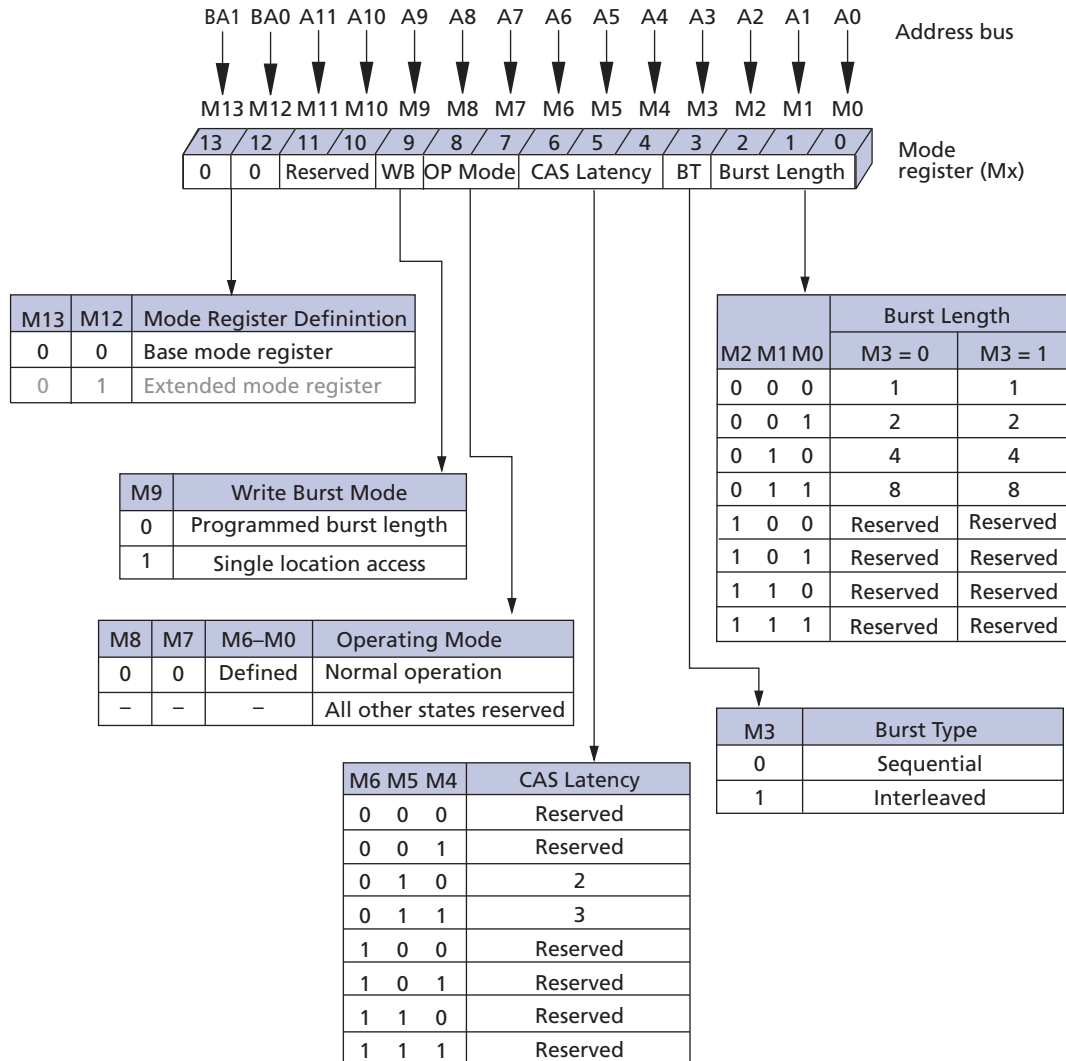 BA1 BA0 A11 A10 A9 A8 A7 A6 A5 A4 A3 A2 A1 A0
Address bus
M13 M12 M11 M10 M9 M8 M7 M6 M5 M4 M3 M2 M1 M0
13 12 11 10 9 8 7 6 5 4 3 2 1 0
0 0 Reserved WB OP Mode CAS Latency BT Burst Length
Mode
register (Mx)
M13 M12 Mode Register Definintion
0 0 Base mode register
0 1 Extended mode register
Burst Length
M2 M1 M0 M3 = 0 M3 = 1
0 0 0 1 1
0 0 1 2 2
0 1 0 4 4
0 1 1 8 8
1 0 0 Reserved Reserved
1 0 1 Reserved Reserved
1 1 0 Reserved Reserved
1 1 1 Reserved Reserved
M9 Write Burst Mode
0 Programmed burst length
1 Single location access
M8 M7 M6–M0 Operating Mode
0 0 Defined Normal operation
– – – All other states reserved
M3 Burst Type
0 Sequential
1 Interleaved
M6 M5 M4 CAS Latency
0 0 0 Reserved
0 0 1 Reserved
0 1 0 2
0 1 1 3
1 0 0 Reserved
1 0 1 Reserved
1 1 0 Reserved
1 1 1 Reserved